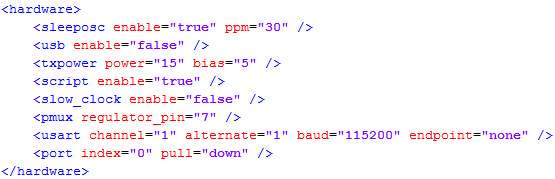 <hardware>
    <sleeposc enable="true" ppm="30" />
    <usb enable="false" />
    <txpower power="15" bias="5" />
    <script enable="true" />
    <slow_clock enable="false" />
    <pmux regulator_pin="7" />
    <usart channel="1" alternate="1" baud="115200" endpoint="none" />
    <port index="0" pull="down" />
</hardware>